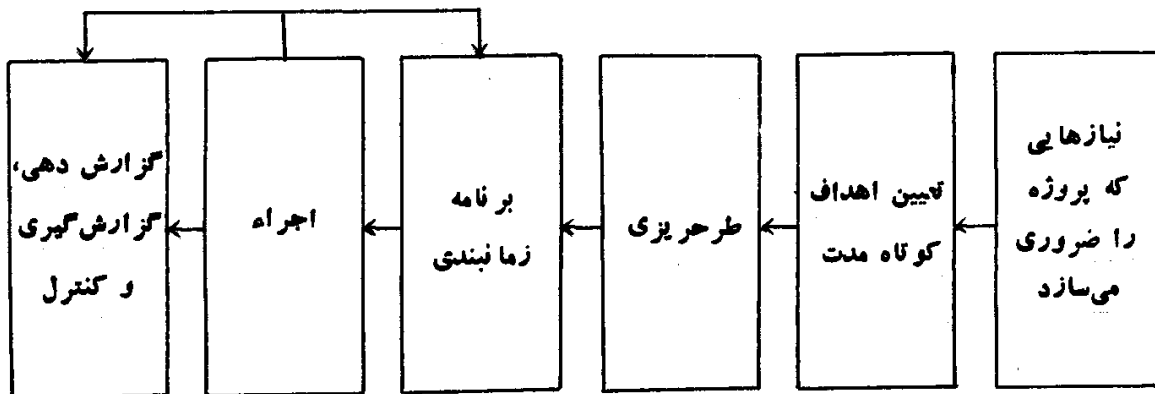 نیازهایی
که پروژه
را ضروری
می‌سازد
تعیین اهداف
کوتاه مدت
طرحریزی
برنامه
زمانبندی
اجراء
گزارش دهی،
گزارش‌گیری
و کنترل